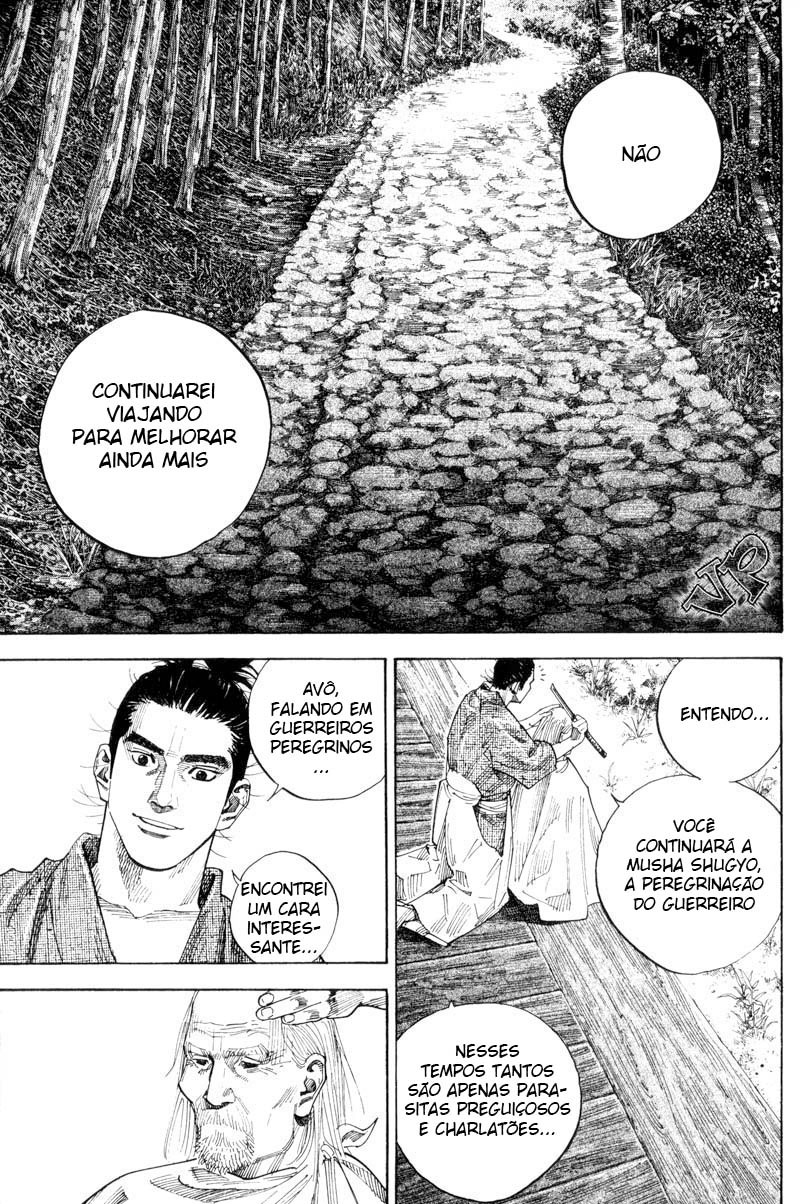 NÃO
CONTINUAREI
VIAJANDO
PARA MELHORAR
AINDA MAIS
VR
ENTENDO...
VOCÊ
CONTINUARÁ A
MUSHA SHUGYO,
A PEREGRINAÇÃO
DO GUERREIRO
NESSES
TEMPOS TANTOS
SÃO APENAS PARA-
SITAS PREGUIÇOSOS
E CHARLATÕES...
AVÔ,
FALANDO EM
GUERREIROS
PEREGRINOS
...
ENCONTREI
UM CARA
INTERES-
SANTE...